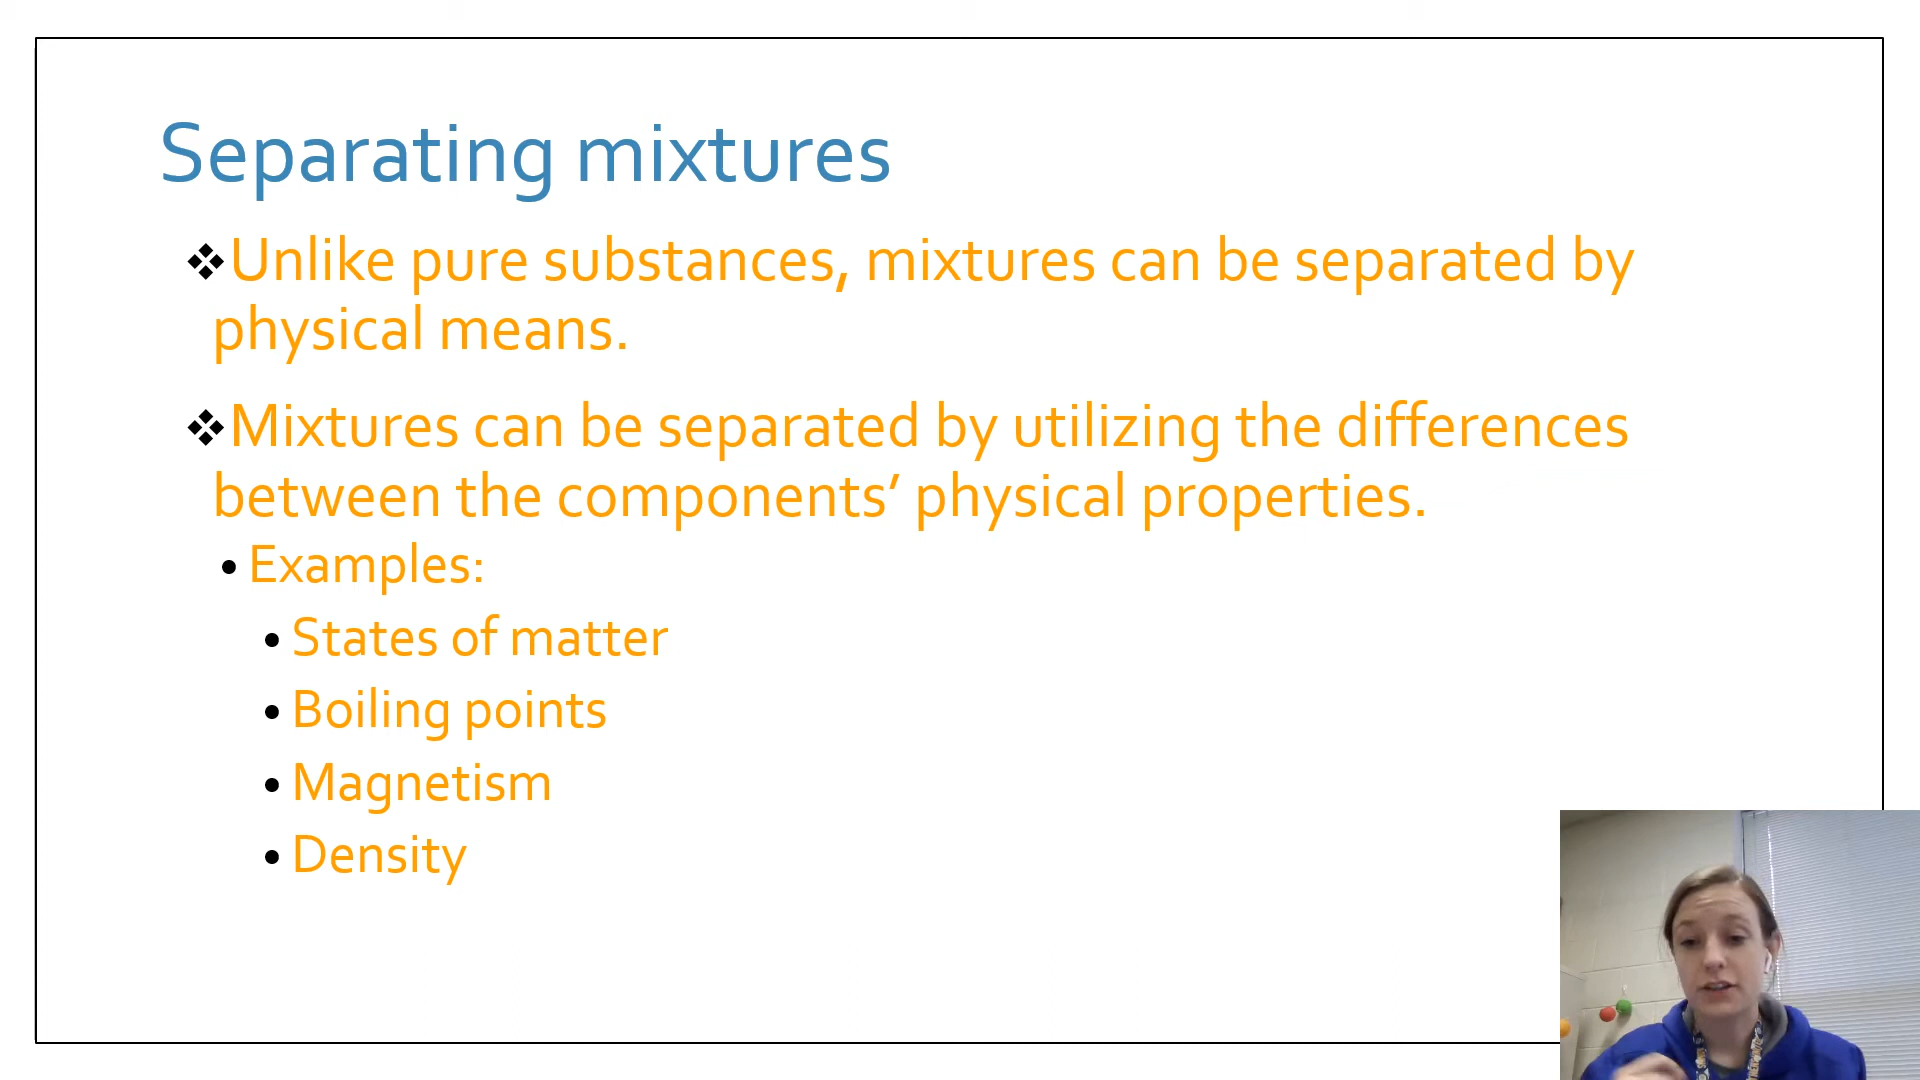 Separating mixtures
❖Unlike pure substances, mixtures can be separated by
physical means.
❖Mixtures can be separated by utilizing the differences
between the components’ physical properties.
• Examples:
• States of matter
• Boiling points
• Magnetism
• Density